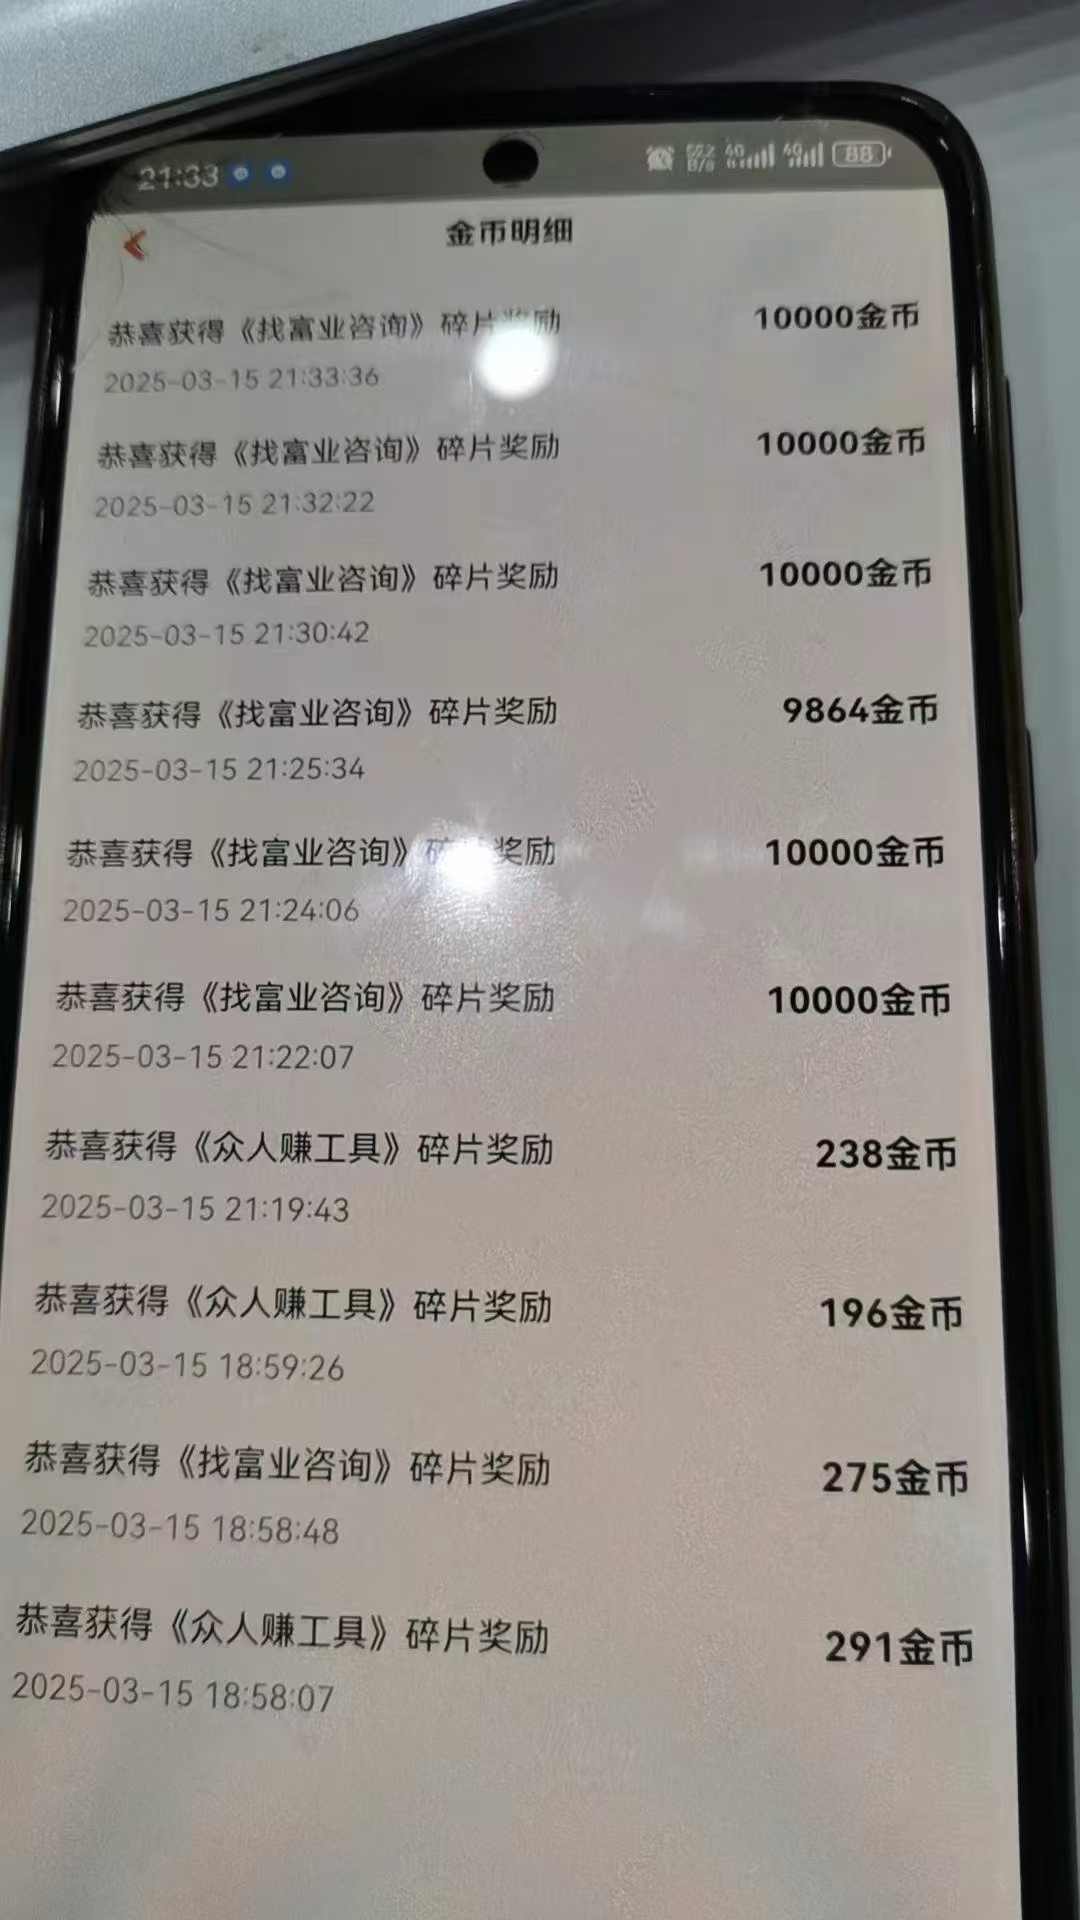 21:33
4G 4G 88
金币明细
恭喜获得《找富业咨询》碎片奖励 10000金币
2025-03-15 21:33:36
恭喜获得《找富业咨询》碎片奖励 10000金币
2025-03-15 21:32:22
恭喜获得《找富业咨询》碎片奖励 10000金币
2025-03-15 21:30:42
恭喜获得《找富业咨询》碎片奖励 9864金币
2025-03-15 21:25:34
恭喜获得《找富业咨询》碎片奖励 10000金币
2025-03-15 21:24:06
恭喜获得《找富业咨询》碎片奖励 10000金币
2025-03-15 21:22:07
恭喜获得《众人赚工具》碎片奖励 238金币
2025-03-15 21:19:43
恭喜获得《众人赚工具》碎片奖励 196金币
2025-03-15 18:59:26
恭喜获得《找富业咨询》碎片奖励 275金币
2025-03-15 18:58:48
恭喜获得《众人赚工具》碎片奖励 291金币
2025-03-15 18:58:07